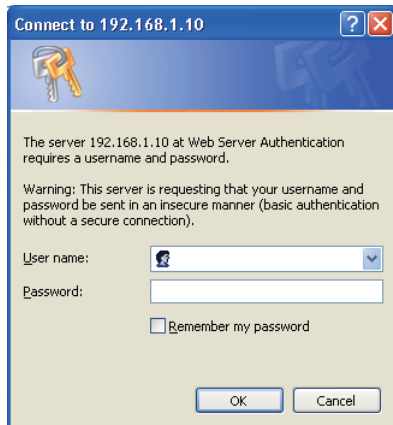 Connect to 192.168.1.10
The server 192.168.1.10 at Web Server Authentication
requires a username and password.
Warning: This server is requesting that your username and
password be sent in an insecure manner (basic authentication
without a secure connection).
User name:
Password:
Remember my password
OK Cancel